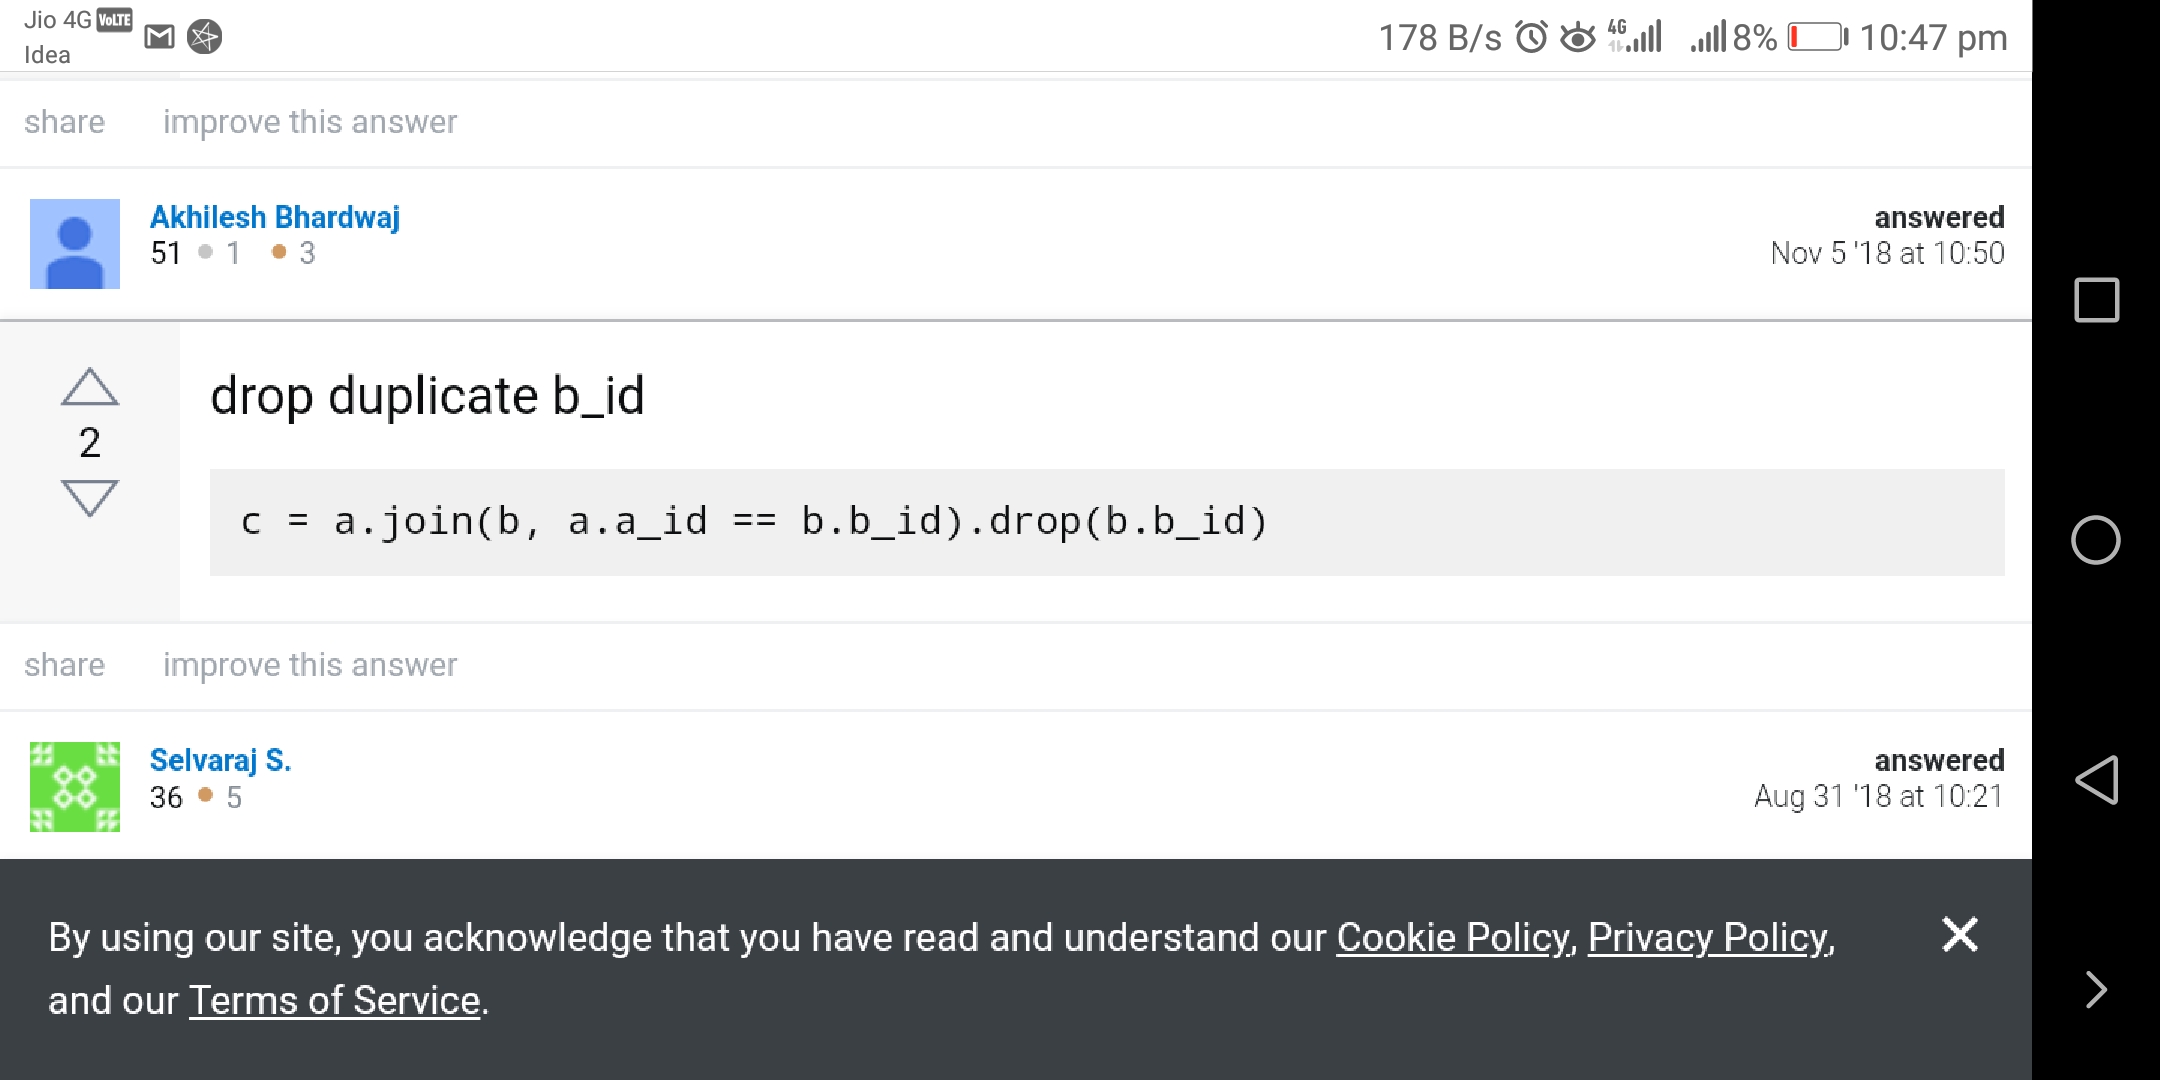 Jio 4G VoLTE
Idea
178 B/s 4G 8% 10:47 pm
share improve this answer
Akhilesh Bhardwaj answered
51 1 3 Nov 5 '18 at 10:50
drop duplicate b_id
2
c = a.join(b, a.a_id == b.b_id).drop(b.b_id)
share improve this answer
Selvaraj S. answered
36 5 Aug 31 '18 at 10:21
By using our site, you acknowledge that you have read and understand our Cookie Policy, Privacy Policy,
and our Terms of Service.